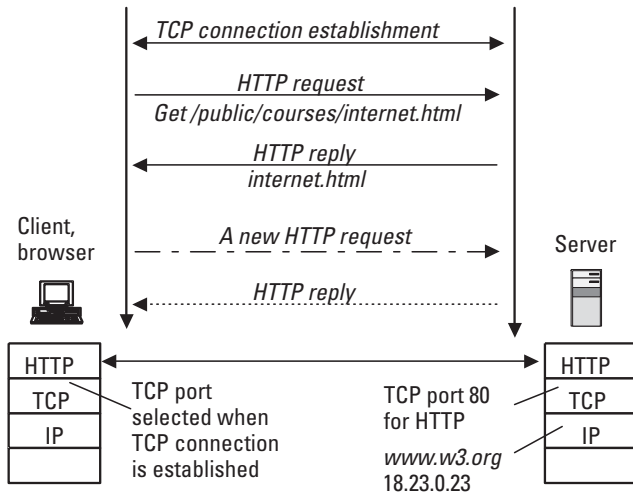 TCP connection establishment
HTTP request
Get /public/courses/internet.html
HTTP reply
internet.html
Client,
browser
A new HTTP request
Server
HTTP reply
HTTP
TCP
IP
TCP port
selected when
TCP connection
is established
TCP port 80
for HTTP
www.w3.org
18.23.0.23
HTTP
TCP
IP